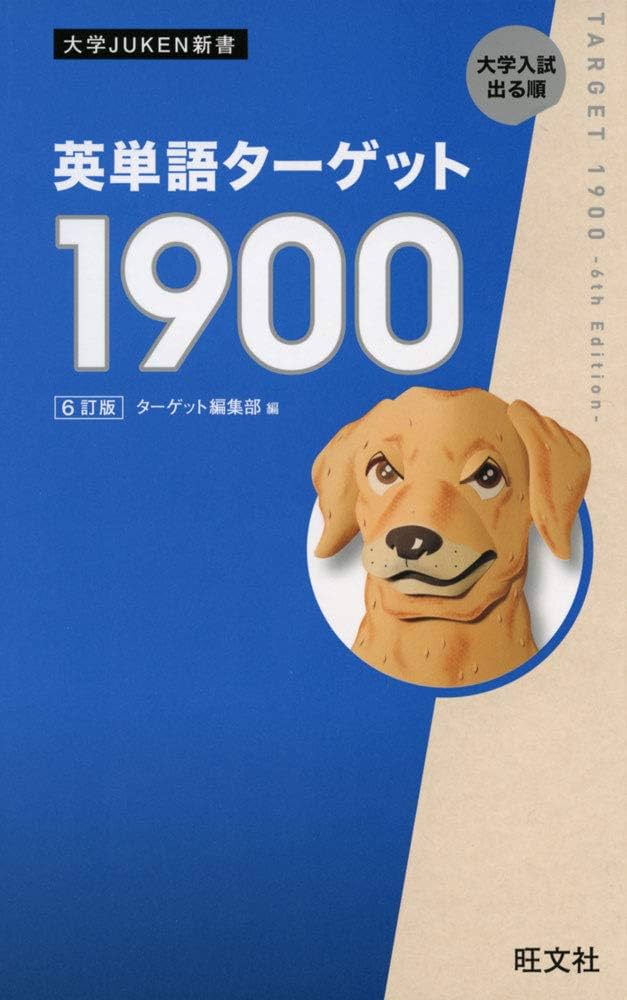 大学JUKEN新書
大学入試
出る順
英単語ターゲット
1900
6訂版 ターゲット編集部 編
TARGET 1900 -6th Edition-
旺文社